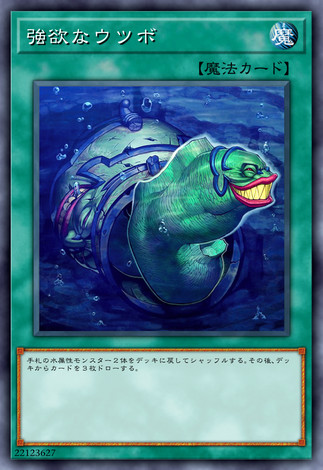 強欲なウツボ
魔
【魔法カード】
手札の水属性モンスター2体をデッキに戻してシャッフルする。その後、デッ
キからカードを3枚ドローする。
22123627